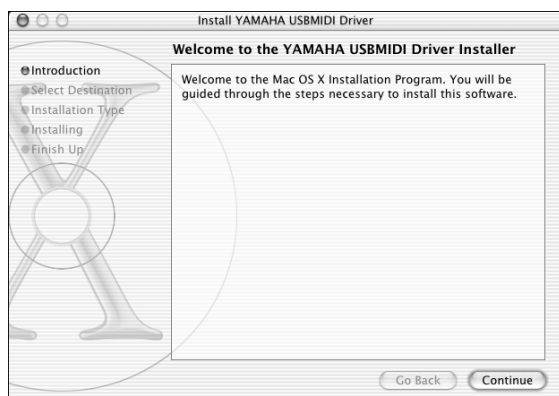 Install YAMAHA USBMIDI Driver
Welcome to the YAMAHA USBMIDI Driver Installer
Introduction
Select Destination
Installation Type
Installing
Finish Up
Welcome to the Mac OS X Installation Program. You will be
guided through the steps necessary to install this software.
Go Back
Continue